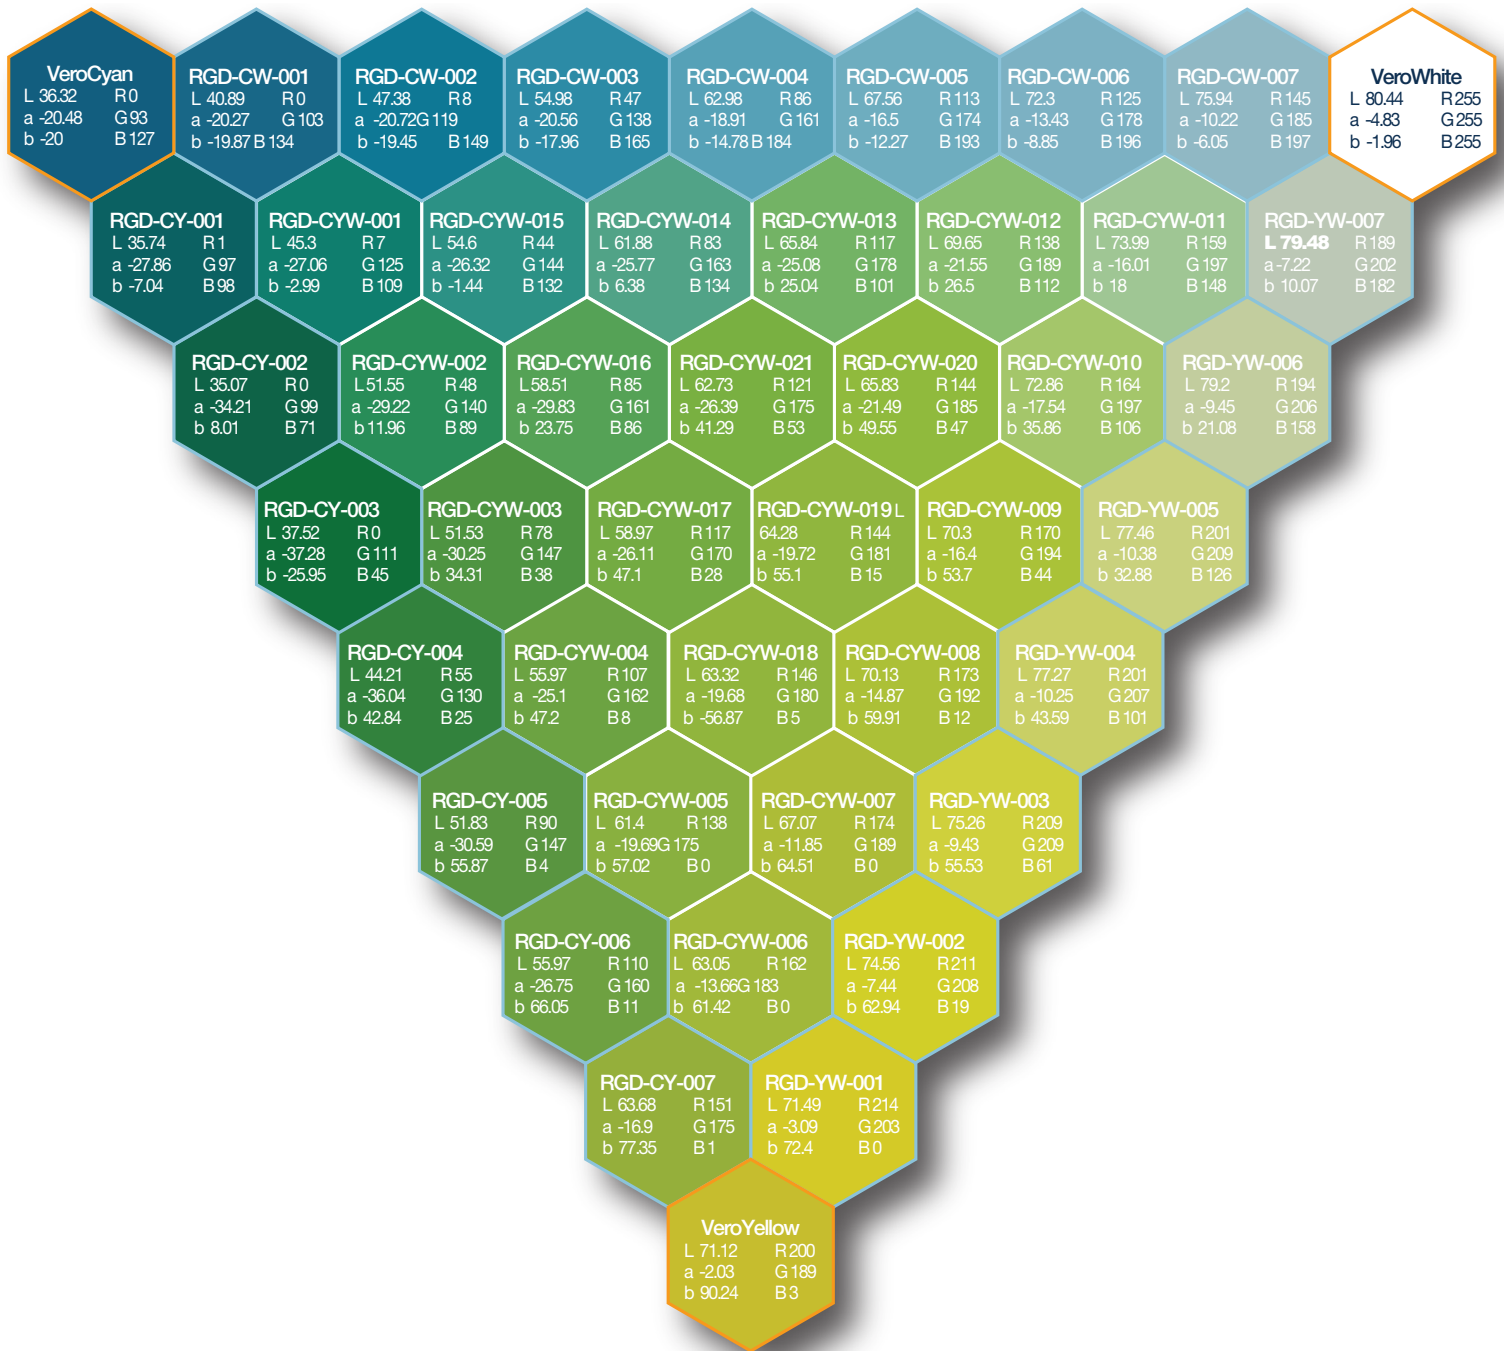 VeroCyan
L 36.32 R 0
a -20.48 G 93
b -20 B 127
RGD-CW-001
L 40.89 R 0
a -20.27 G 103
b -19.87 B 134
RGD-CW-002
L 47.38 R 8
a -20.72 G 119
b -19.45 B 149
RGD-CW-003
L 54.98 R 47
a -20.56 G 138
b -17.96 B 165
RGD-CW-004
L 62.98 R 86
a -18.91 G 161
b -14.78 B 184
RGD-CW-005
L 67.56 R 113
a -16.5 G 174
b -12.27 B 193
RGD-CW-006
L 72.3 R 125
a -13.43 G 178
b -8.85 B 196
RGD-CW-007
L 75.94 R 145
a -10.22 G 185
b -6.05 B 197
VeroWhite
L 80.44 R 255
a -4.83 G 255
b -1.96 B 255
RGD-CY-001
L 35.74 R 1
a -27.86 G 97
b -7.04 B 98
RGD-CYW-001
L 45.3 R 7
a -27.06 G 125
b -2.99 B 109
RGD-CYW-015
L 54.6 R 44
a -26.32 G 144
b -1.44 B 132
RGD-CYW-014
L 61.88 R 83
a -25.77 G 163
b 6.38 B 134
RGD-CYW-013
L 65.84 R 117
a -25.08 G 178
b 25.04 B 101
RGD-CYW-012
L 69.65 R 138
a -21.55 G 189
b 26.5 B 112
RGD-CYW-011
L 73.99 R 159
a -16.01 G 197
b 18 B 148
RGD-YW-007
L 79.48 R 189
a -7.22 G 202
b 10.07 B 182
RGD-CY-002
L 35.07 R 0
a -34.21 G 99
b 8.01 B 71
RGD-CYW-002
L 51.55 R 48
a -29.22 G 140
b 11.96 B 89
RGD-CYW-016
L 58.51 R 85
a -29.83 G 161
b 23.75 B 86
RGD-CYW-021
L 62.73 R 121
a -26.39 G 175
b 41.29 B 53
RGD-CYW-020
L 65.83 R 144
a -21.49 G 185
b 49.55 B 47
RGD-CYW-010
L 72.86 R 164
a -17.54 G 197
b 35.86 B 106
RGD-YW-006
L 79.2 R 194
a -9.45 G 206
b 21.08 B 158
RGD-CY-003
L 37.52 R 0
a -37.28 G 111
b -25.95 B 45
RGD-CYW-003
L 51.53 R 78
a -30.25 G 147
b 34.31 B 38
RGD-CYW-017
L 58.97 R 117
a -26.11 G 170
b 47.1 B 28
RGD-CYW-019 L
64.28 R 144
a -19.72 G 181
b 55.1 B 15
RGD-CYW-009
L 70.3 R 170
a -16.4 G 194
b 53.7 B 44
RGD-YW-005
L 77.46 R 201
a -10.38 G 209
b 32.88 B 126
RGD-CY-004
L 44.21 R 55
a -36.04 G 130
b 42.84 B 25
RGD-CYW-004
L 55.97 R 107
a -25.1 G 162
b 47.2 B 8
RGD-CYW-018
L 63.32 R 146
a -19.68 G 180
b -56.87 B 5
RGD-CYW-008
L 70.13 R 173
a -14.87 G 192
b 59.91 B 12
RGD-YW-004
L 77.27 R 201
a -10.25 G 207
b 43.59 B 101
RGD-CY-005
L 51.83 R 90
a -30.59 G 147
b 55.87 B 4
RGD-CYW-005
L 61.4 R 138
a -19.69 G 175
b 57.02 B 0
RGD-CYW-007
L 67.07 R 174
a -11.85 G 189
b 64.51 B 0
RGD-YW-003
L 75.26 R 209
a -9.43 G 209
b 55.53 B 61
RGD-CY-006
L 55.97 R 110
a -26.75 G 160
b 66.05 B 11
RGD-CYW-006
L 63.05 R 162
a -13.66 G 183
b 61.42 B 0
RGD-YW-002
L 74.56 R 211
a -7.44 G 208
b 62.94 B 19
RGD-CY-007
L 63.68 R 151
a -16.9 G 175
b 77.35 B 1
RGD-YW-001
L 71.49 R 214
a -3.09 G 203
b 72.4 B 0
VeroYellow
L 71.12 R 200
a -2.03 G 189
b 90.24 B 3